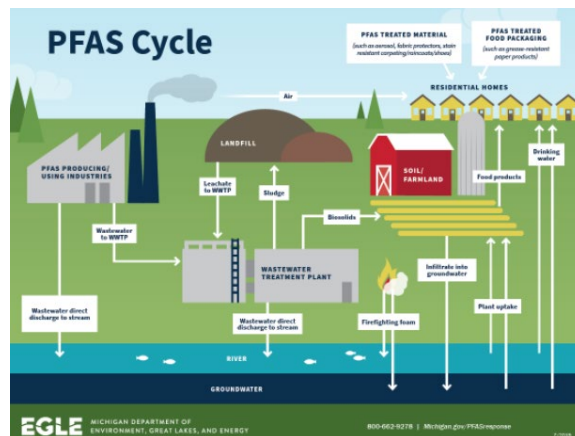 PFAS Cycle
PFAS TREATED
MATERIAL
(such as aerosol, fabric protectors, stain
resistant carpeting/raincoats/shoes)
PFAS TREATED
FOOD PACKAGING
(such as grease-resistant
paper products)
RESIDENTIAL HOMES
Air
LANDFILL
PFAS PRODUCING/
USING INDUSTRIES
SOIL/
FARMLAND
Drinking
water
Food products
Leachate
to WWTP
Sludge
Biosolids
Wastewater
to WWTP
WASTEWATER
TREATMENT PLANT
Infiltrate into
groundwater
Wastewater direct
discharge to stream
Wastewater direct
discharge to stream
Firefighting foam
Plant uptake
RIVER
GROUNDWATER
EGLE
MICHIGAN DEPARTMENT OF
ENVIRONMENT, GREAT LAKES, AND ENERGY
800-662-9278 | Michigan.gov/PFASresponse